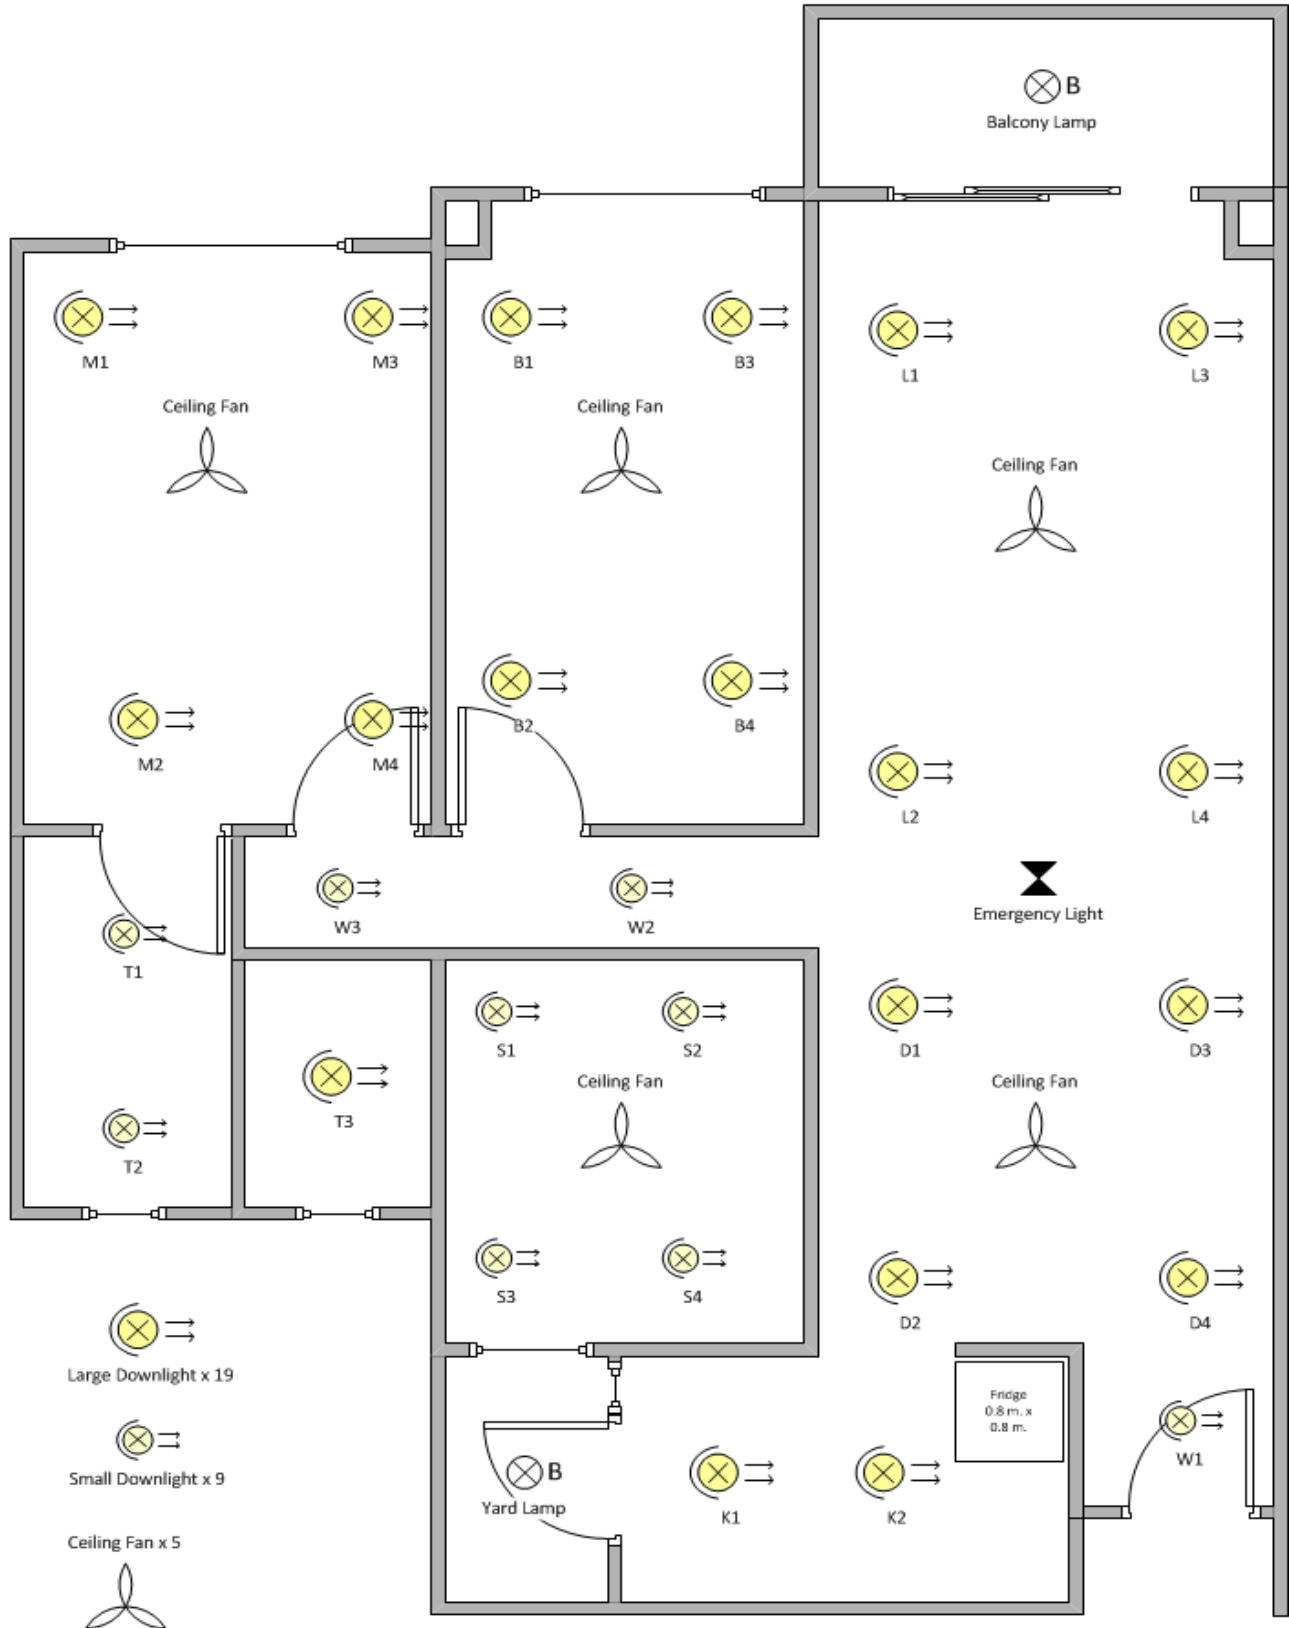 B
Balcony Lamp
M1
M3
B1
B3
L1
L3
Ceiling Fan
Ceiling Fan
Ceiling Fan
M2
M4
B2
B4
L2
L4
W3
W2
Emergency Light
T1
S1
S2
D1
D3
Ceiling Fan
Ceiling Fan
T3
T2
S3
S4
D2
D4
Large Downlight x 19
Fridge
0.8 m. x
0.8 m.
W1
Small Downlight x 9
B
Yard Lamp
K1
K2
Ceiling Fan x 5